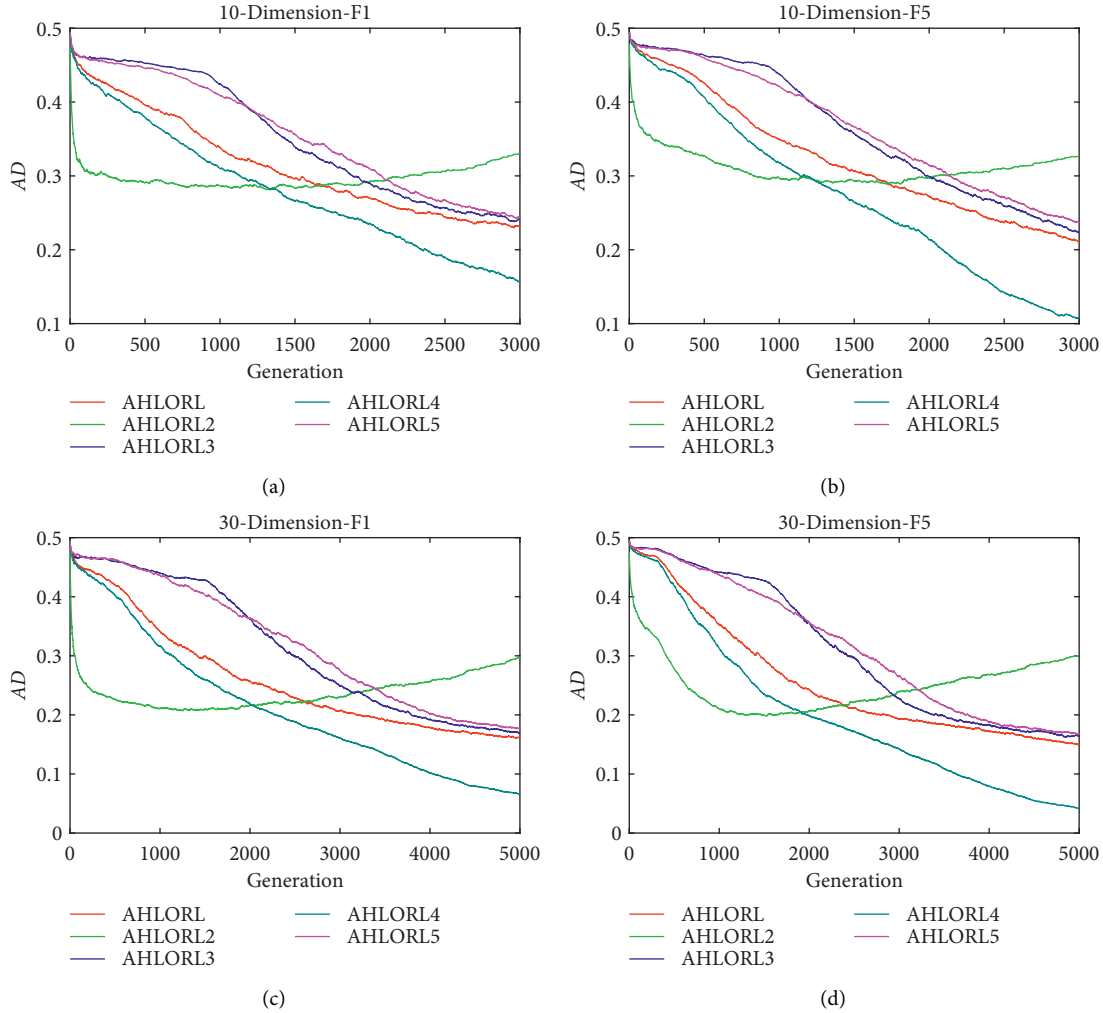 10-Dimension-F1
AD
0.5
0.4
0.3
0.2
0.1
0 500 1000 1500 2000 2500 3000
Generation
AHLORL
AHLORL2
AHLORL3
AHLORL4
AHLORL5
(a)
10-Dimension-F5
AD
0.5
0.4
0.3
0.2
0.1
0 500 1000 1500 2000 2500 3000
Generation
AHLORL
AHLORL2
AHLORL3
AHLORL4
AHLORL5
(b)
30-Dimension-F1
AD
0.5
0.4
0.3
0.2
0.1
0
0 1000 2000 3000 4000 5000
Generation
AHLORL
AHLORL2
AHLORL3
AHLORL4
AHLORL5
(c)
30-Dimension-F5
AD
0.5
0.4
0.3
0.2
0.1
0
0 1000 2000 3000 4000 5000
Generation
AHLORL
AHLORL2
AHLORL3
AHLORL4
AHLORL5
(d)